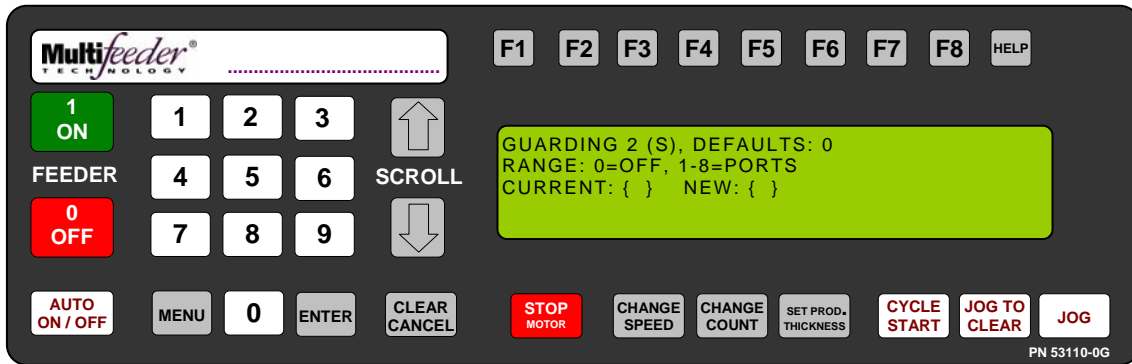 Multifeeder®
TECHNOLOGY
F1 F2 F3 F4 F5 F6 F7 F8 HELP
1
ON
FEEDER
0
OFF
1 2 3
4 5 6
7 8 9
SCROLL
GUARDING 2 (S), DEFAULTS: 0
RANGE: 0=OFF, 1-8=PORTS
CURRENT: { } NEW: { }
AUTO
ON / OFF
MENU
0
ENTER
CLEAR
CANCEL
STOP
MOTOR
CHANGE
SPEED
CHANGE
COUNT
SET PROD.
THICKNESS
CYCLE
START
JOG TO
CLEAR
JOG
PN 53110-0G